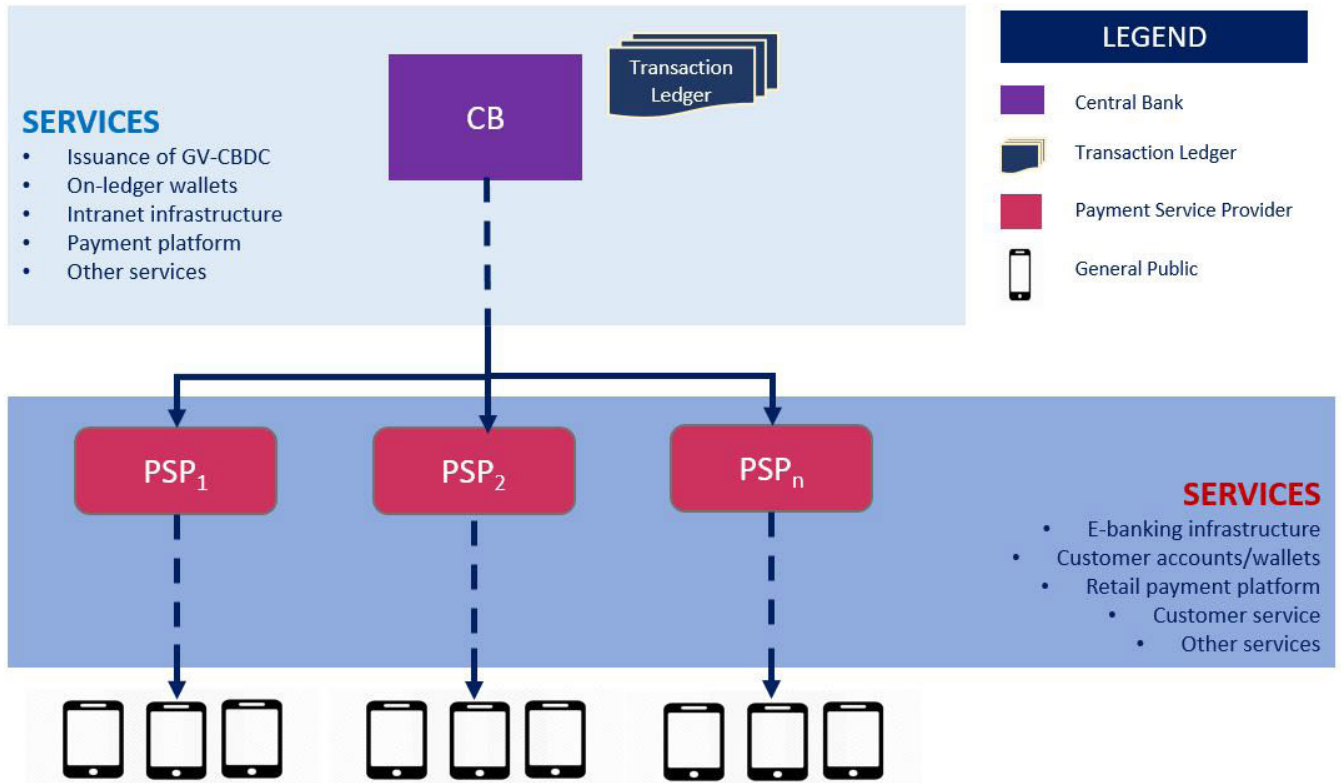 Transaction
Ledger
CB
SERVICES
• Issuance of GV-CBDC
• On-ledger wallets
• Intranet infrastructure
• Payment platform
• Other services
LEGEND
Central Bank
Transaction Ledger
Payment Service Provider
General Public
PSP₁
PSP₂
PSPₙ
SERVICES
• E-banking infrastructure
• Customer accounts/wallets
• Retail payment platform
• Customer service
• Other services